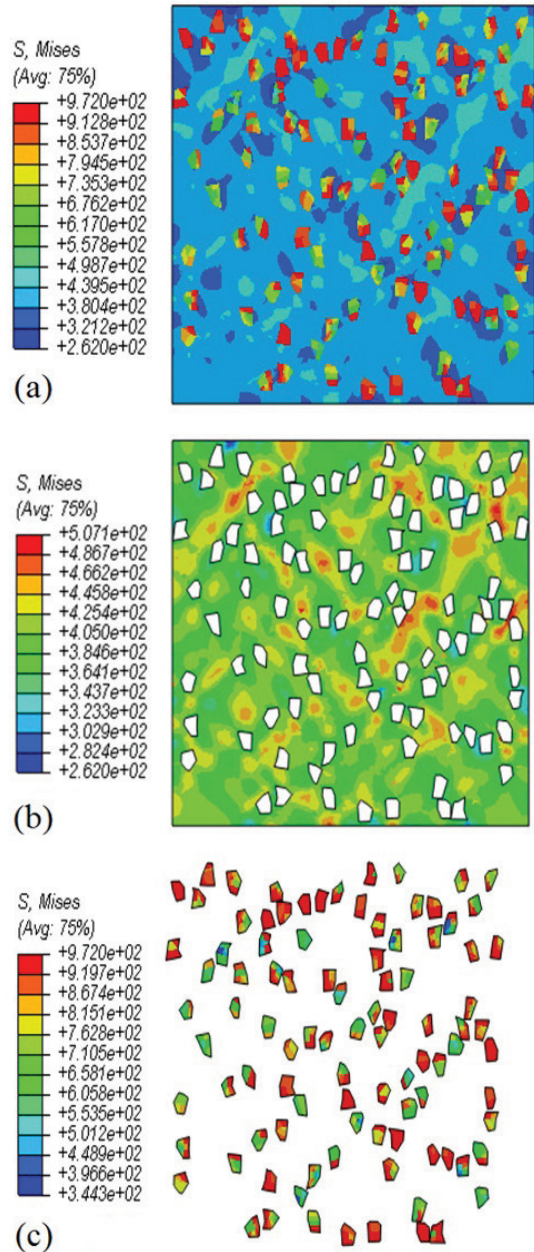 S, Mises
(Avg: 75%)
+9.720e+02
+9.128e+02
+8.537e+02
+7.945e+02
+7.353e+02
+6.762e+02
+6.170e+02
+5.578e+02
+4.987e+02
+4.395e+02
+3.804e+02
+3.212e+02
+2.620e+02
(a)
S, Mises
(Avg: 75%)
+5.071e+02
+4.867e+02
+4.662e+02
+4.458e+02
+4.254e+02
+4.050e+02
+3.846e+02
+3.641e+02
+3.437e+02
+3.233e+02
+3.029e+02
+2.824e+02
+2.620e+02
(b)
S, Mises
(Avg: 75%)
+9.720e+02
+9.197e+02
+8.674e+02
+8.151e+02
+7.628e+02
+7.105e+02
+6.581e+02
+6.058e+02
+5.535e+02
+5.012e+02
+4.489e+02
+3.966e+02
+3.443e+02
(c)